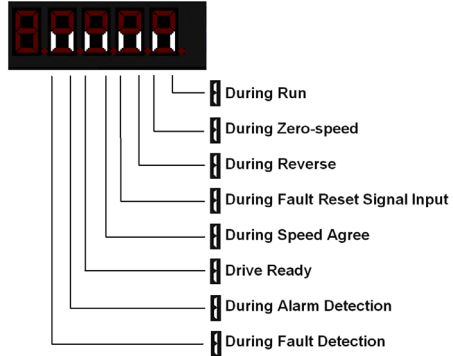 During Run
During Zero-speed
During Reverse
During Fault Reset Signal Input
During Speed Agree
Drive Ready
During Alarm Detection
During Fault Detection